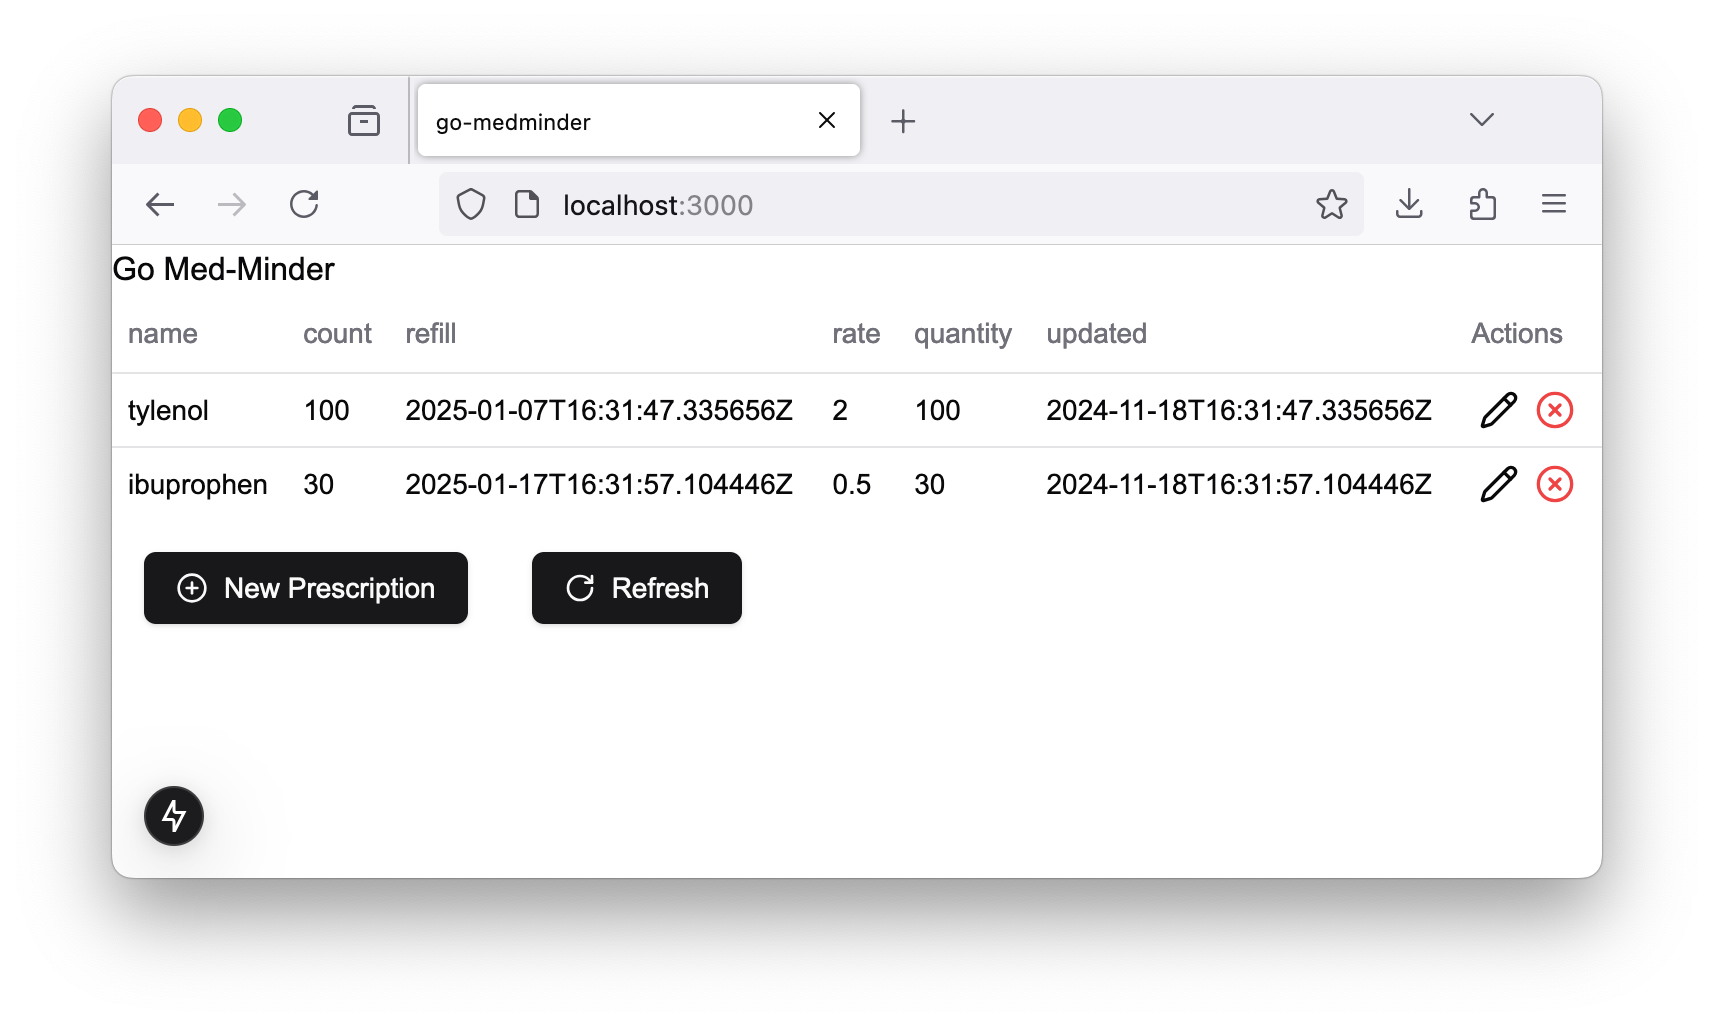 go-medminder
localhost:3000
Go Med-Minder
name count refill rate quantity updated Actions
tylenol 100 2025-01-07T16:31:47.335656Z 2 100 2024-11-18T16:31:47.335656Z
ibuprophen 30 2025-01-17T16:31:57.104446Z 0.5 30 2024-11-18T16:31:57.104446Z
New Prescription Refresh